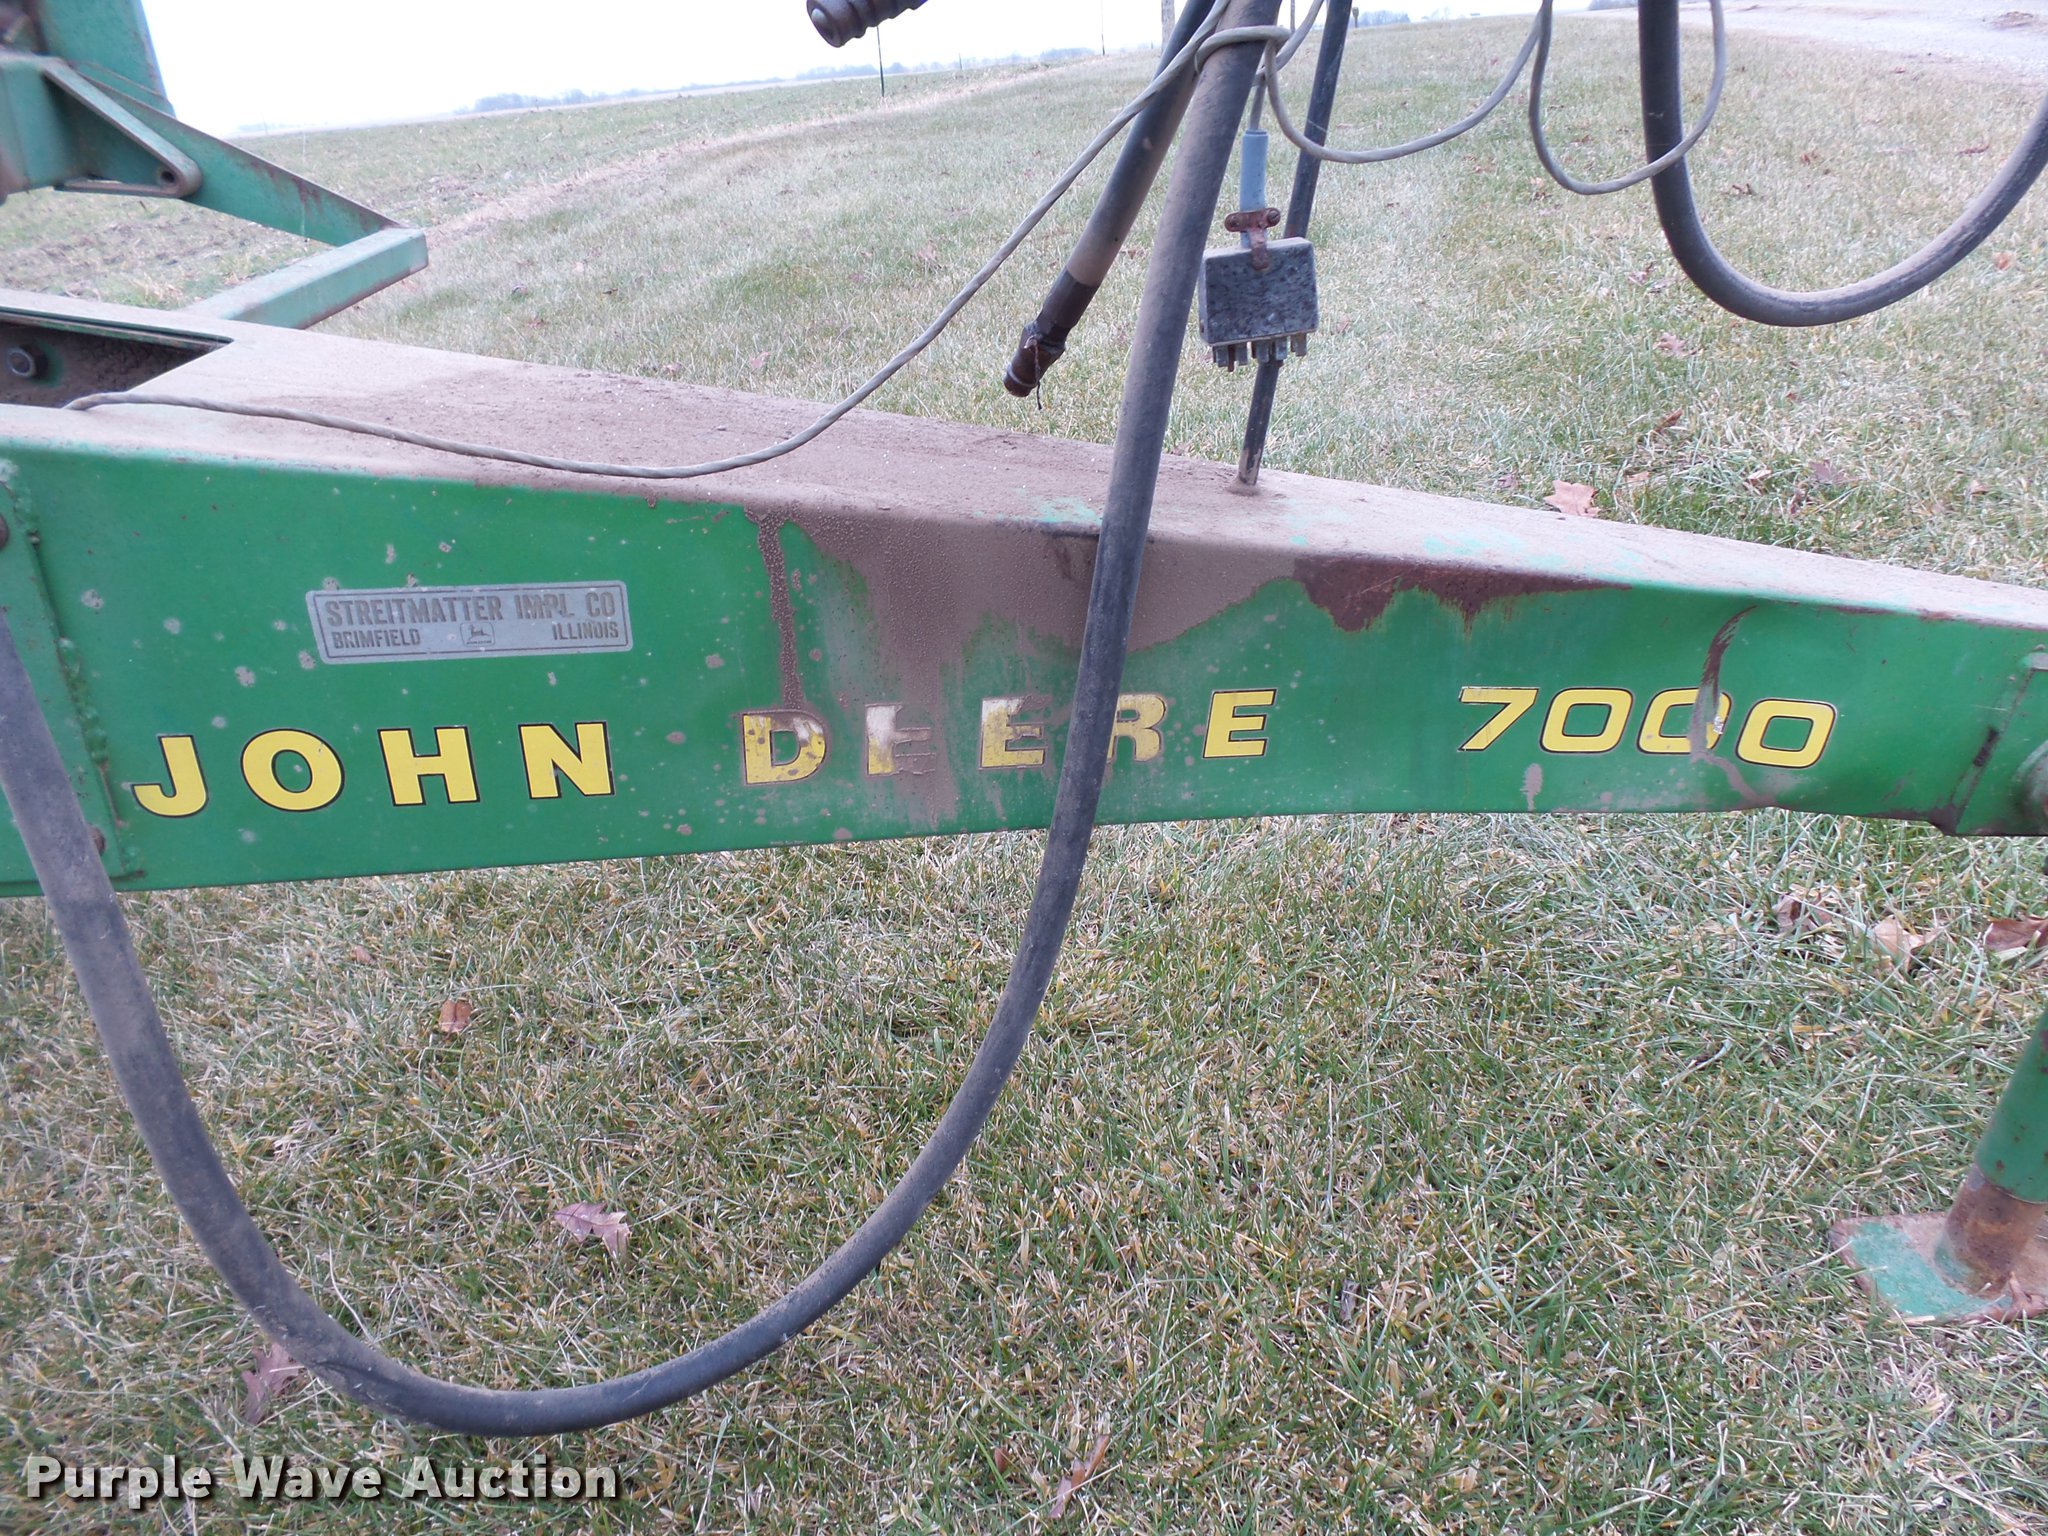 STREITMATTER IMPL CO
BRIMFIELD ILLINOIS
JOHN DEERE 7000
Purple Wave Auction